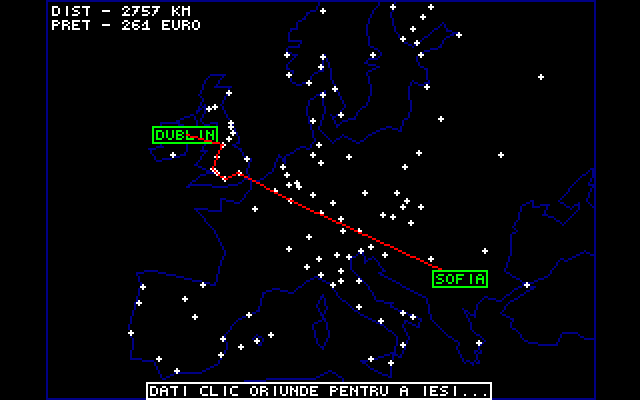 DIST - 2757 KM
PRET - 261 EURO
DUBLIN
SOFIA
DATI CLIC ORIUNDE PENTRU A IESI...